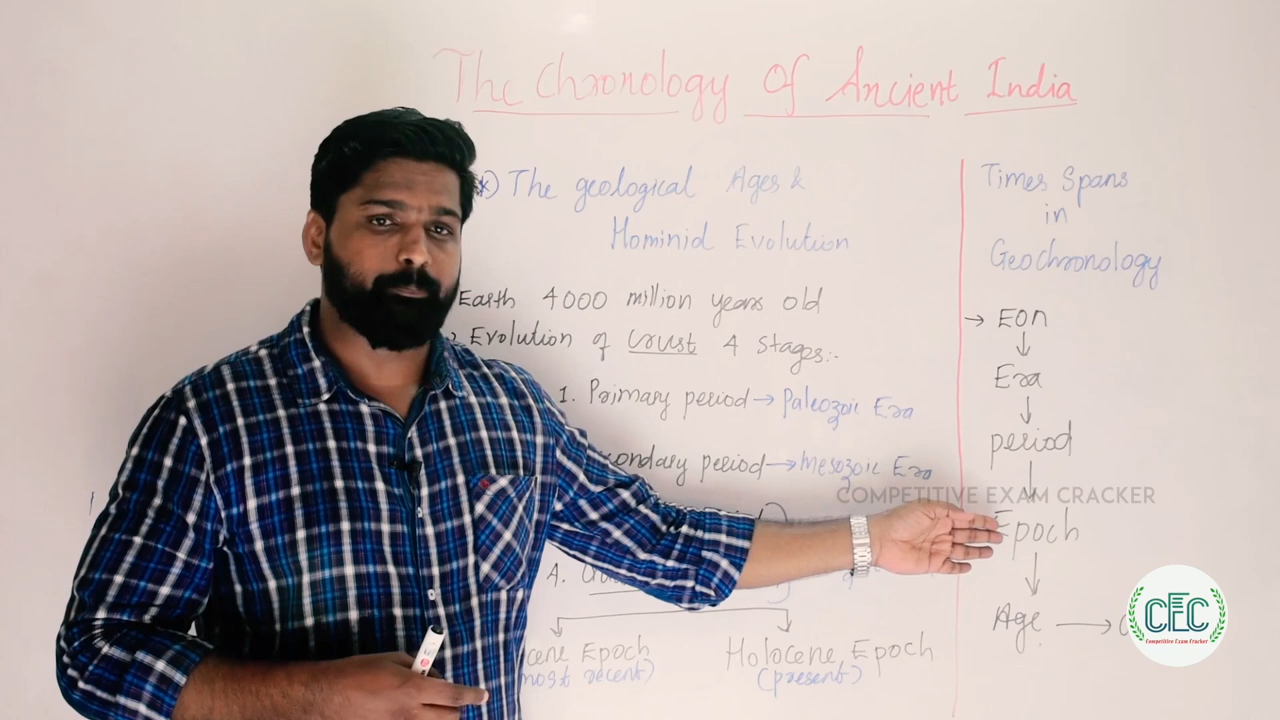 The Chronology Of Ancient India
*) The geological Ages &
Hominid Evolution
Earth 4000 million years old
Evolution of crust 4 stages:-
1. Primary period → Paleozoic Era
ondary period → Mesozoic Era
4.
cene Epoch
(most recent)
Holocene Epoch
(present)
Times Spans
in
Geochronology
→ Eon
↓
Era
↓
period
↓
Epoch
↓
Age →
COMPETITIVE EXAM CRACKER
CEC
Competitive Exam Cracker